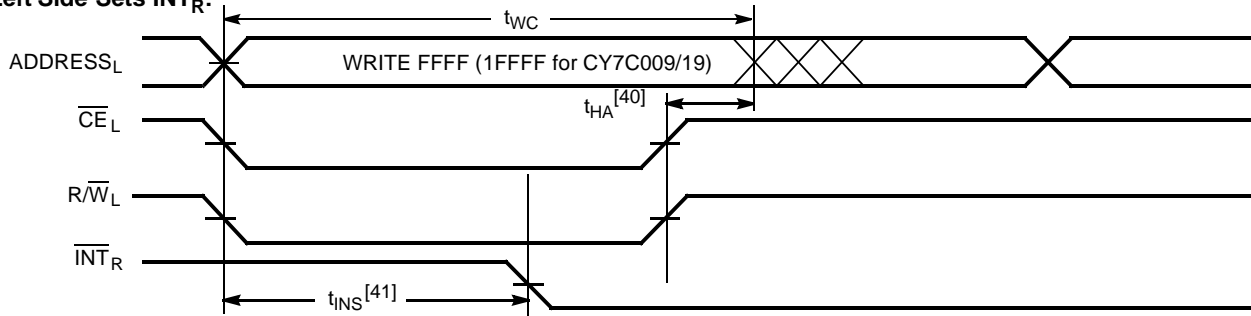 Left Side Sets INTR:
tWC
ADDRESSL
WRITE FFFF (1FFFF for CY7C009/19)
tHA[40]
CEL
R/WL
INTR
tINS[41]